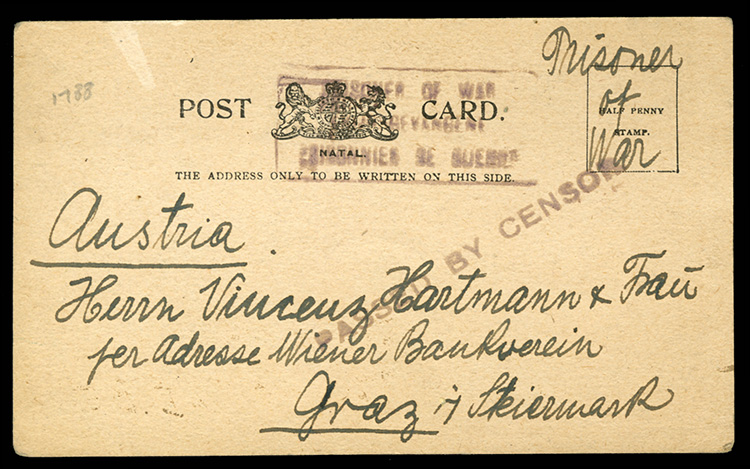 Prisoner
of
War
1788
POST CARD.
NATAL.
HALF PENNY
STAMP.
THE ADDRESS ONLY TO BE WRITTEN ON THIS SIDE.
PRISONER OF WAR
PRISONNIER DE GUERRE
PASSED BY CENSOR
Austria.
Herrn Vincenz Hartmann & Frau
per Adresse Wiener Bankverein
Graz i/ Steiermark